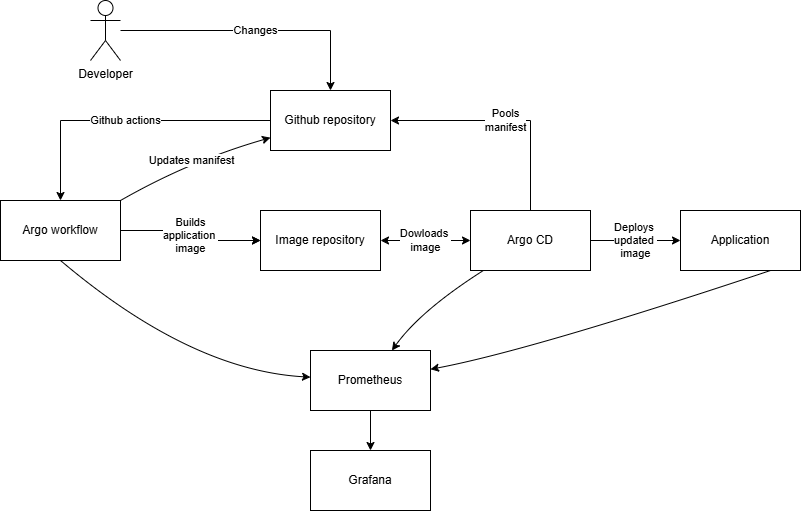 Changes
Developer
Github actions
Github repository
Pools
manifest
Updates manifest
Argo workflow
Builds
application
image
Image repository
Dowloads
image
Argo CD
Deploys
updated
image
Application
Prometheus
Grafana